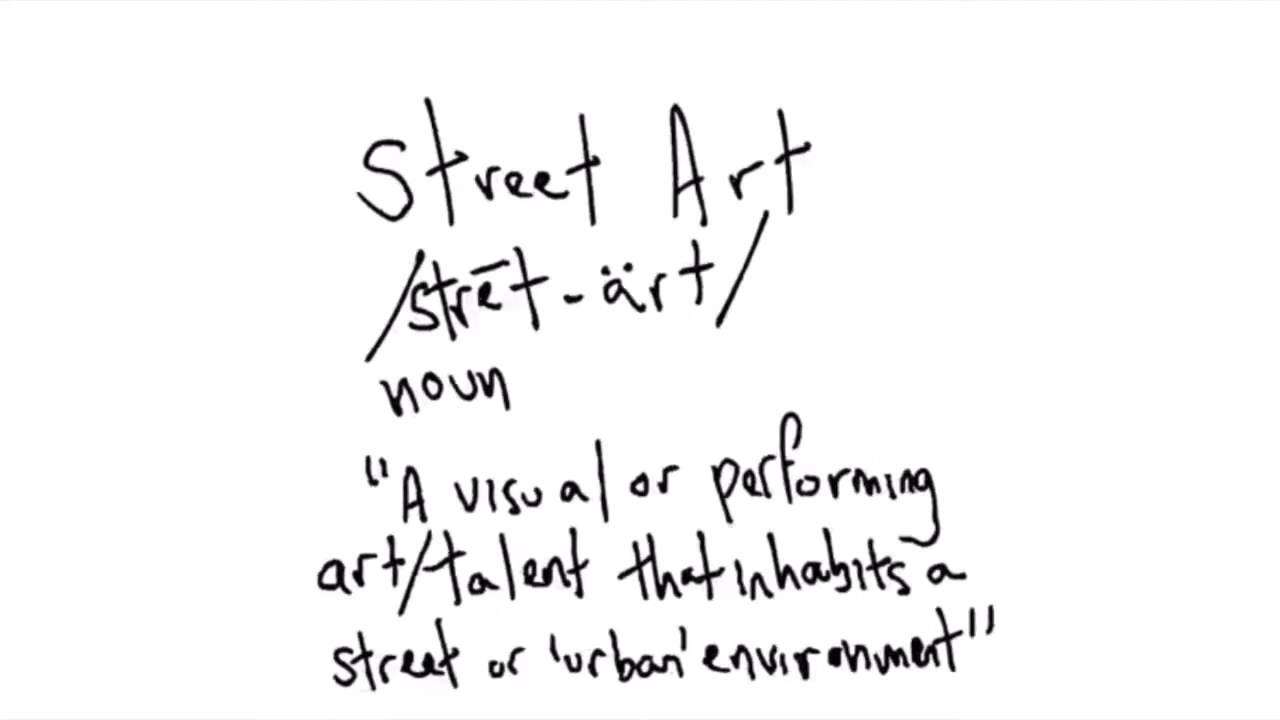 Street Art
/strēt-ärt/
noun
"A visual or performing
art/talent that inhabits a
street or 'urban' environment"